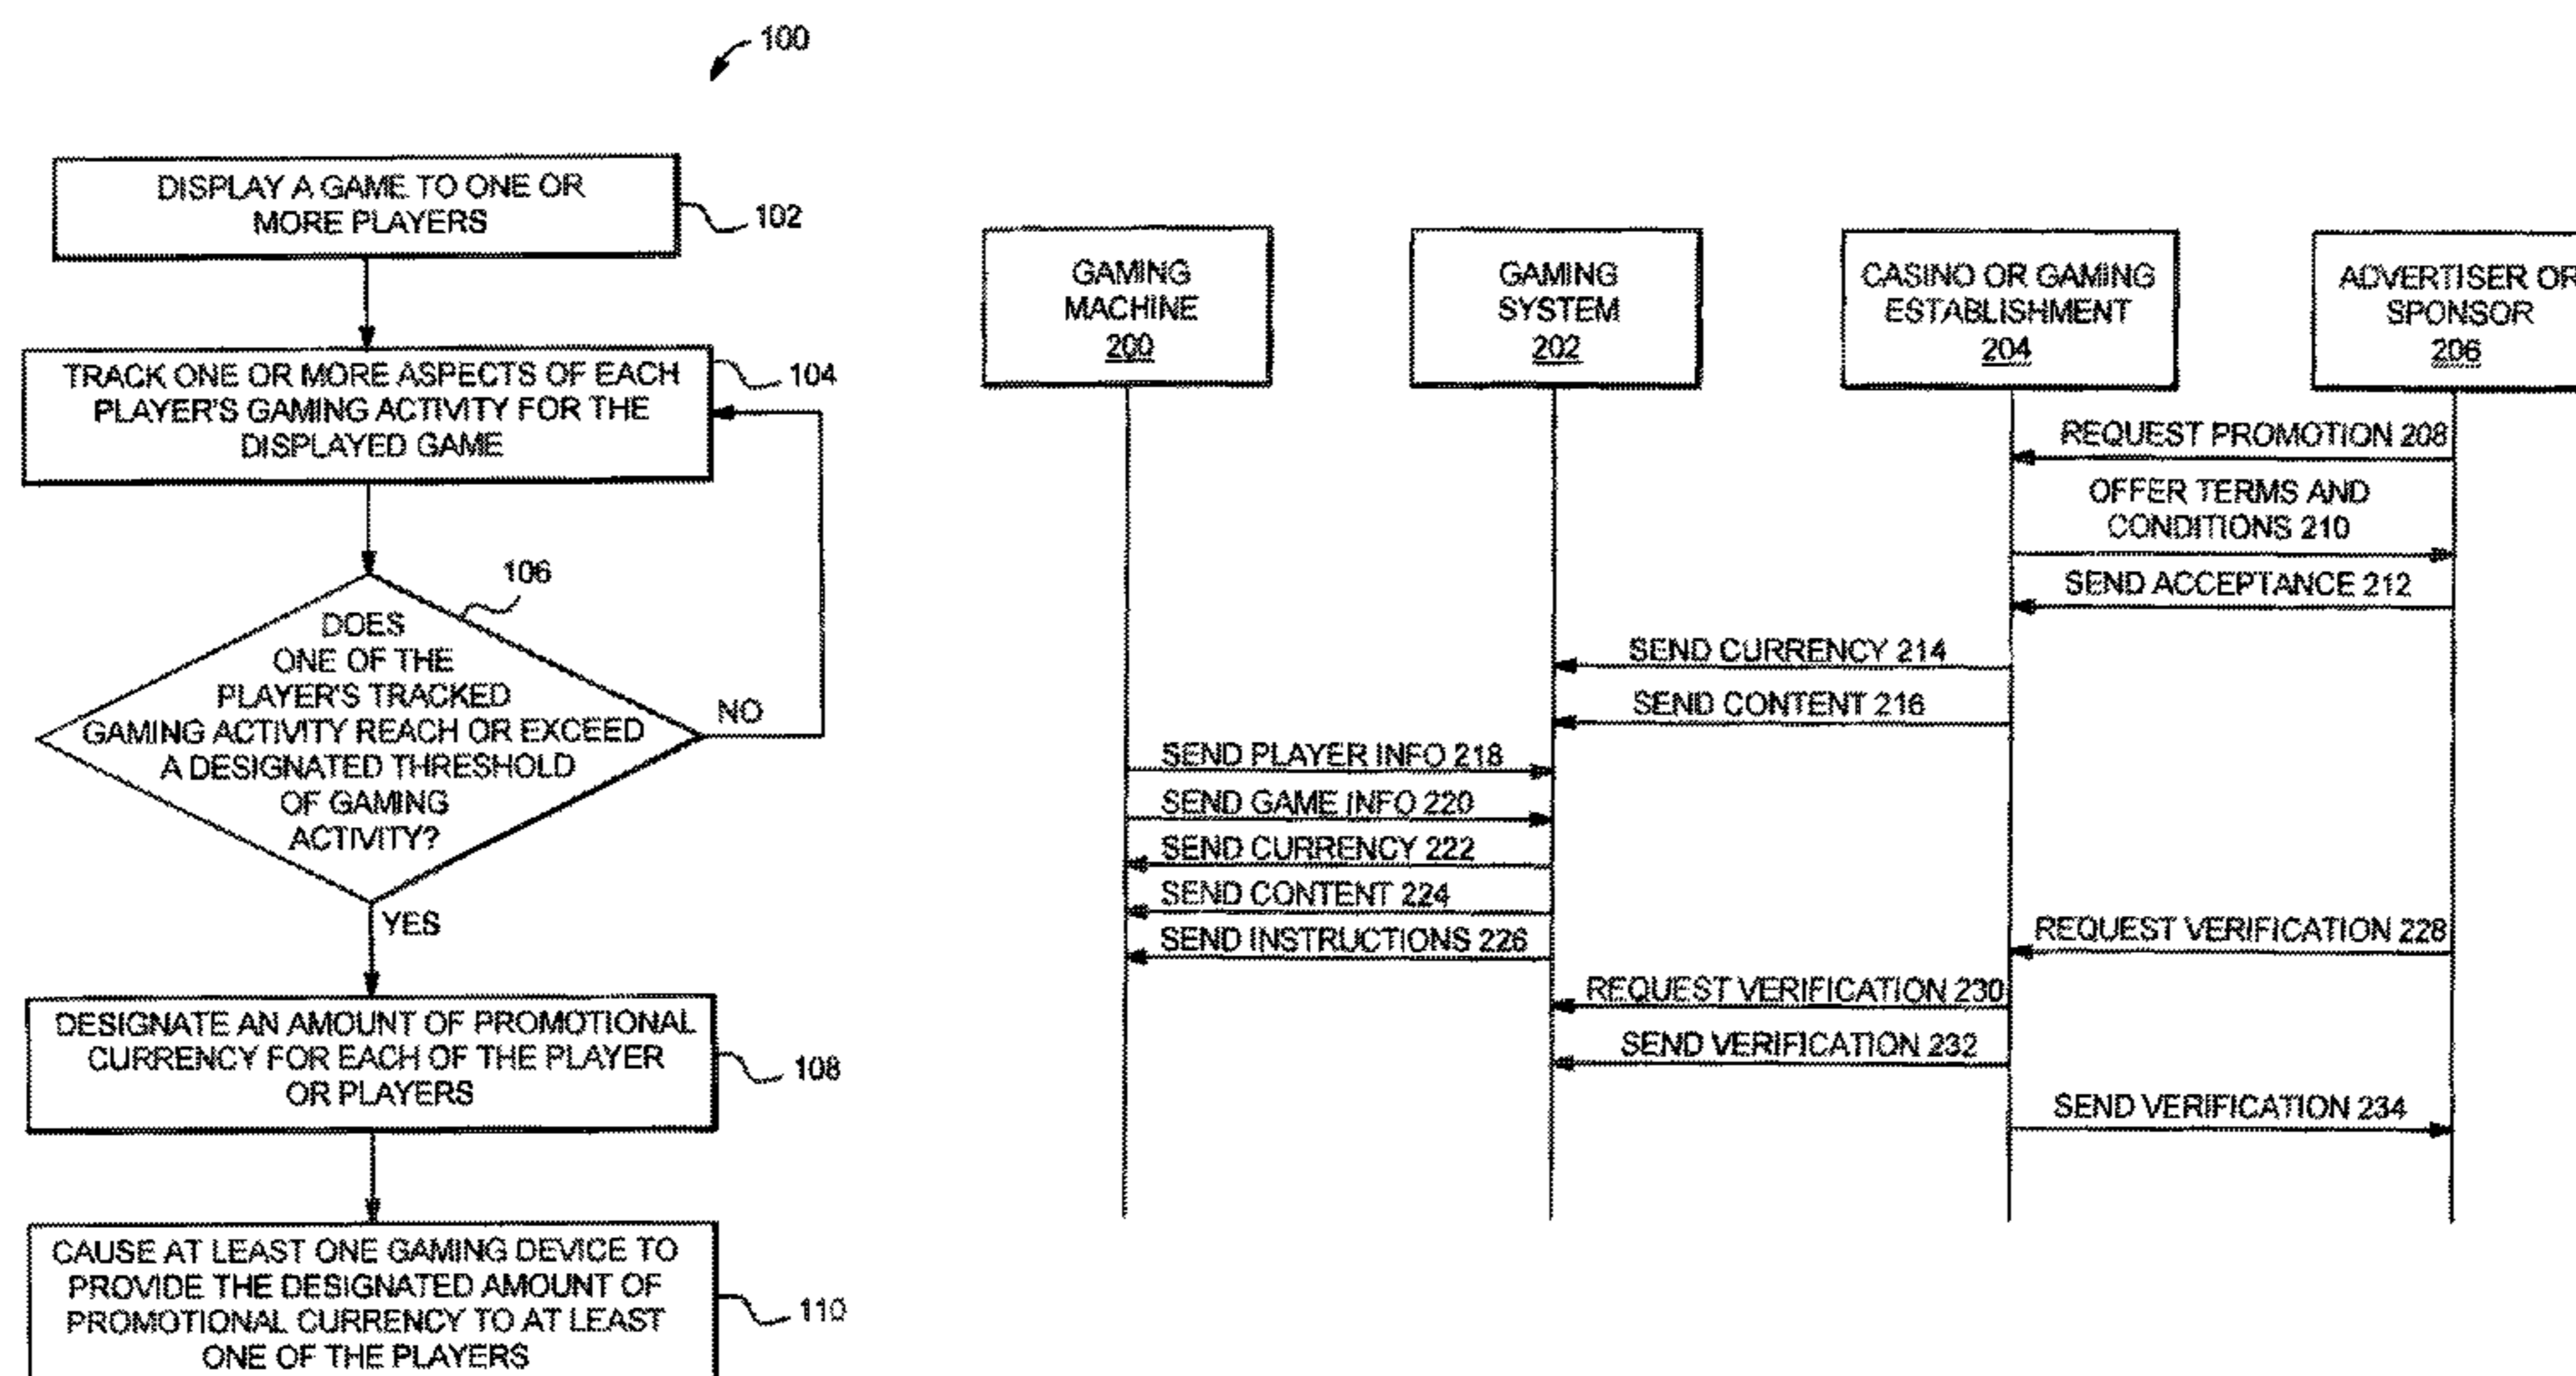 100
DISPLAY A GAME TO ONE OR
MORE PLAYERS
102
TRACK ONE OR MORE ASPECTS OF EACH
PLAYER'S GAMING ACTIVITY FOR THE
DISPLAYED GAME
104
DOES
ONE OF THE
PLAYER'S TRACKED
GAMING ACTIVITY REACH OR EXCEED
A DESIGNATED THRESHOLD
OF GAMING
ACTIVITY?
106
NO
YES
DESIGNATE AN AMOUNT OF PROMOTIONAL
CURRENCY FOR EACH OF THE PLAYER
OR PLAYERS
108
CAUSE AT LEAST ONE GAMING DEVICE TO
PROVIDE THE DESIGNATED AMOUNT OF
PROMOTIONAL CURRENCY TO AT LEAST
ONE OF THE PLAYERS
110
GAMING
MACHINE
200
GAMING
SYSTEM
202
CASINO OR GAMING
ESTABLISHMENT
204
ADVERTISER OR
SPONSOR
206
REQUEST PROMOTION 208
OFFER TERMS AND
CONDITIONS 210
SEND ACCEPTANCE 212
SEND CURRENCY 214
SEND CONTENT 216
SEND PLAYER INFO 218
SEND GAME INFO 220
SEND CURRENCY 222
SEND CONTENT 224
SEND INSTRUCTIONS 226
REQUEST VERIFICATION 228
REQUEST VERIFICATION 230
SEND VERIFICATION 232
SEND VERIFICATION 234